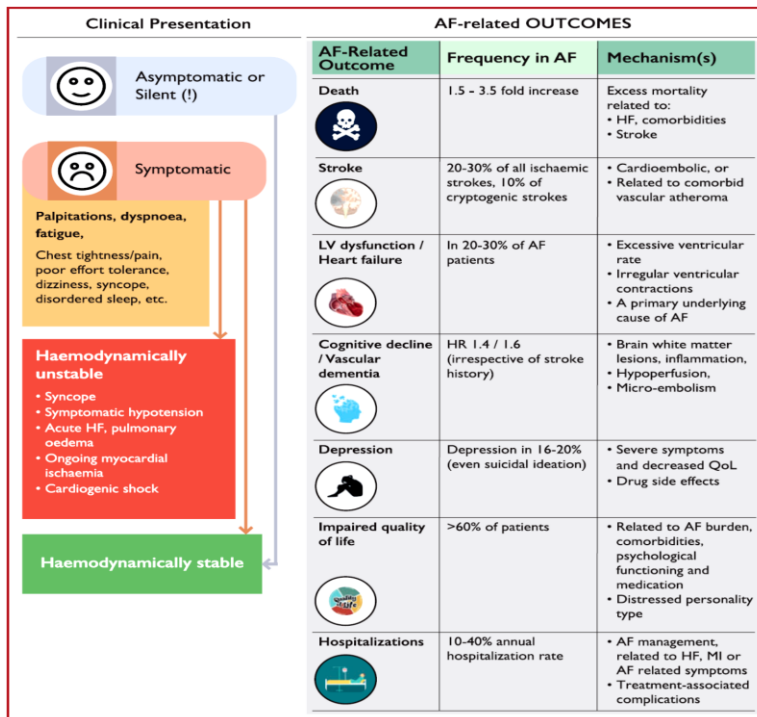 Clinical Presentation
Asymptomatic or
Silent (!)
Symptomatic
Palpitations, dyspnoea,
fatigue,
Chest tightness/pain,
poor effort tolerance,
dizziness, syncope,
disordered sleep, etc.
Haemodynamically
unstable
• Syncope
• Symptomatic hypotension
• Acute HF, pulmonary
oedema
• Ongoing myocardial
ischaemia
• Cardiogenic shock
Haemodynamically stable
AF-related OUTCOMES
AF-Related
Outcome
Frequency in AF
Mechanism(s)
Death
1.5 - 3.5 fold increase
Excess mortality
related to:
• HF, comorbidities
• Stroke
Stroke
20-30% of all ischaemic
strokes, 10% of
cryptogenic strokes
• Cardioembolic, or
• Related to comorbid
vascular atheroma
LV dysfunction /
Heart failure
In 20-30% of AF
patients
• Excessive ventricular
rate
• Irregular ventricular
contractions
• A primary underlying
cause of AF
Cognitive decline
/ Vascular
dementia
HR 1.4 / 1.6
(irrespective of stroke
history)
• Brain white matter
lesions, inflammation,
• Hypoperfusion,
• Micro-embolism
Depression
Depression in 16-20%
(even suicidal ideation)
• Severe symptoms
and decreased QoL
• Drug side effects
Impaired quality
of life
Quality of Life
>60% of patients
• Related to AF burden,
comorbidities,
psychological
functioning and
medication
• Distressed personality
type
Hospitalizations
10-40% annual
hospitalization rate
• AF management,
related to HF, MI or
AF related symptoms
• Treatment-associated
complications